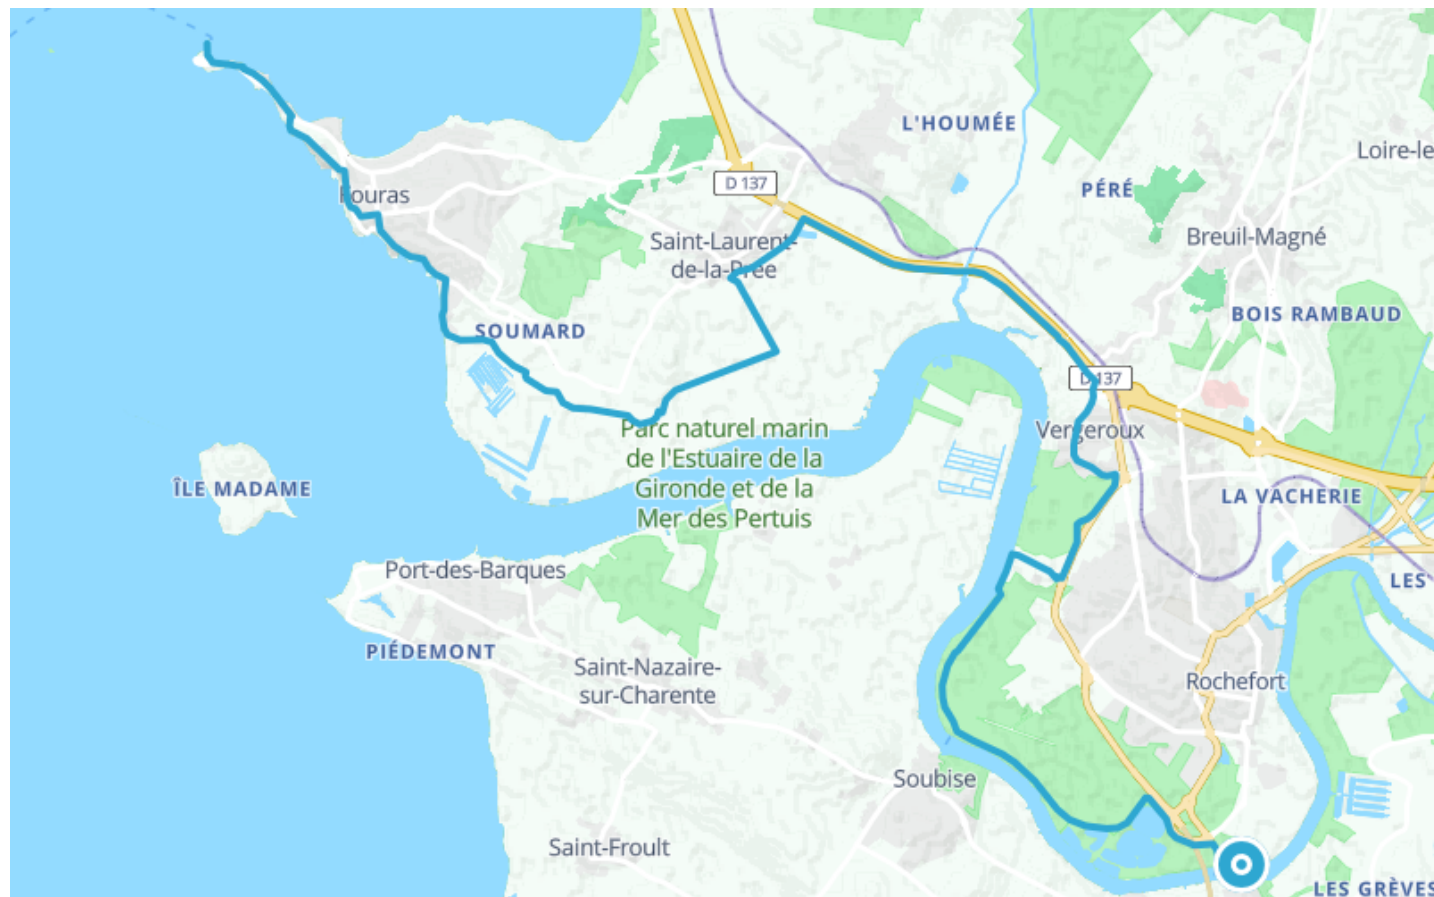 L'HOUMÉE
Loire-le
D 137
PÉRÉ
Fouras
Saint-Laurent-
de-la-Prée
Breuil-Magné
BOIS RAMBAUD
SOUMARD
D 137
Parc naturel marin
de l'Estuaire de la
Gironde et de la
Mer des Pertuis
Vergeroux
ÎLE MADAME
LA VACHERIE
Port-des-Barques
LES
PIÉDEMONT
Saint-Nazaire-
sur-Charente
Rochefort
Soubise
Saint-Froult
LES GRÈVES